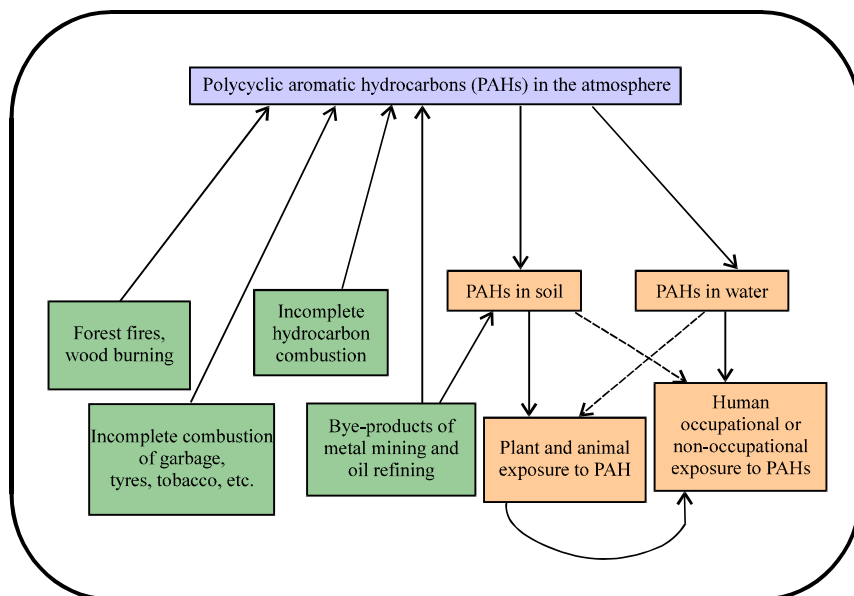 Polycyclic aromatic hydrocarbons (PAHs) in the atmosphere
PAHs in soil
PAHs in water
Forest fires,
wood burning
Incomplete
hydrocarbon
combustion
Incomplete combustion
of garbage,
tyres, tobacco, etc.
Bye-products of
metal mining and
oil refining
Plant and animal
exposure to PAH
Human
occupational or
non-occupational
exposure to PAHs